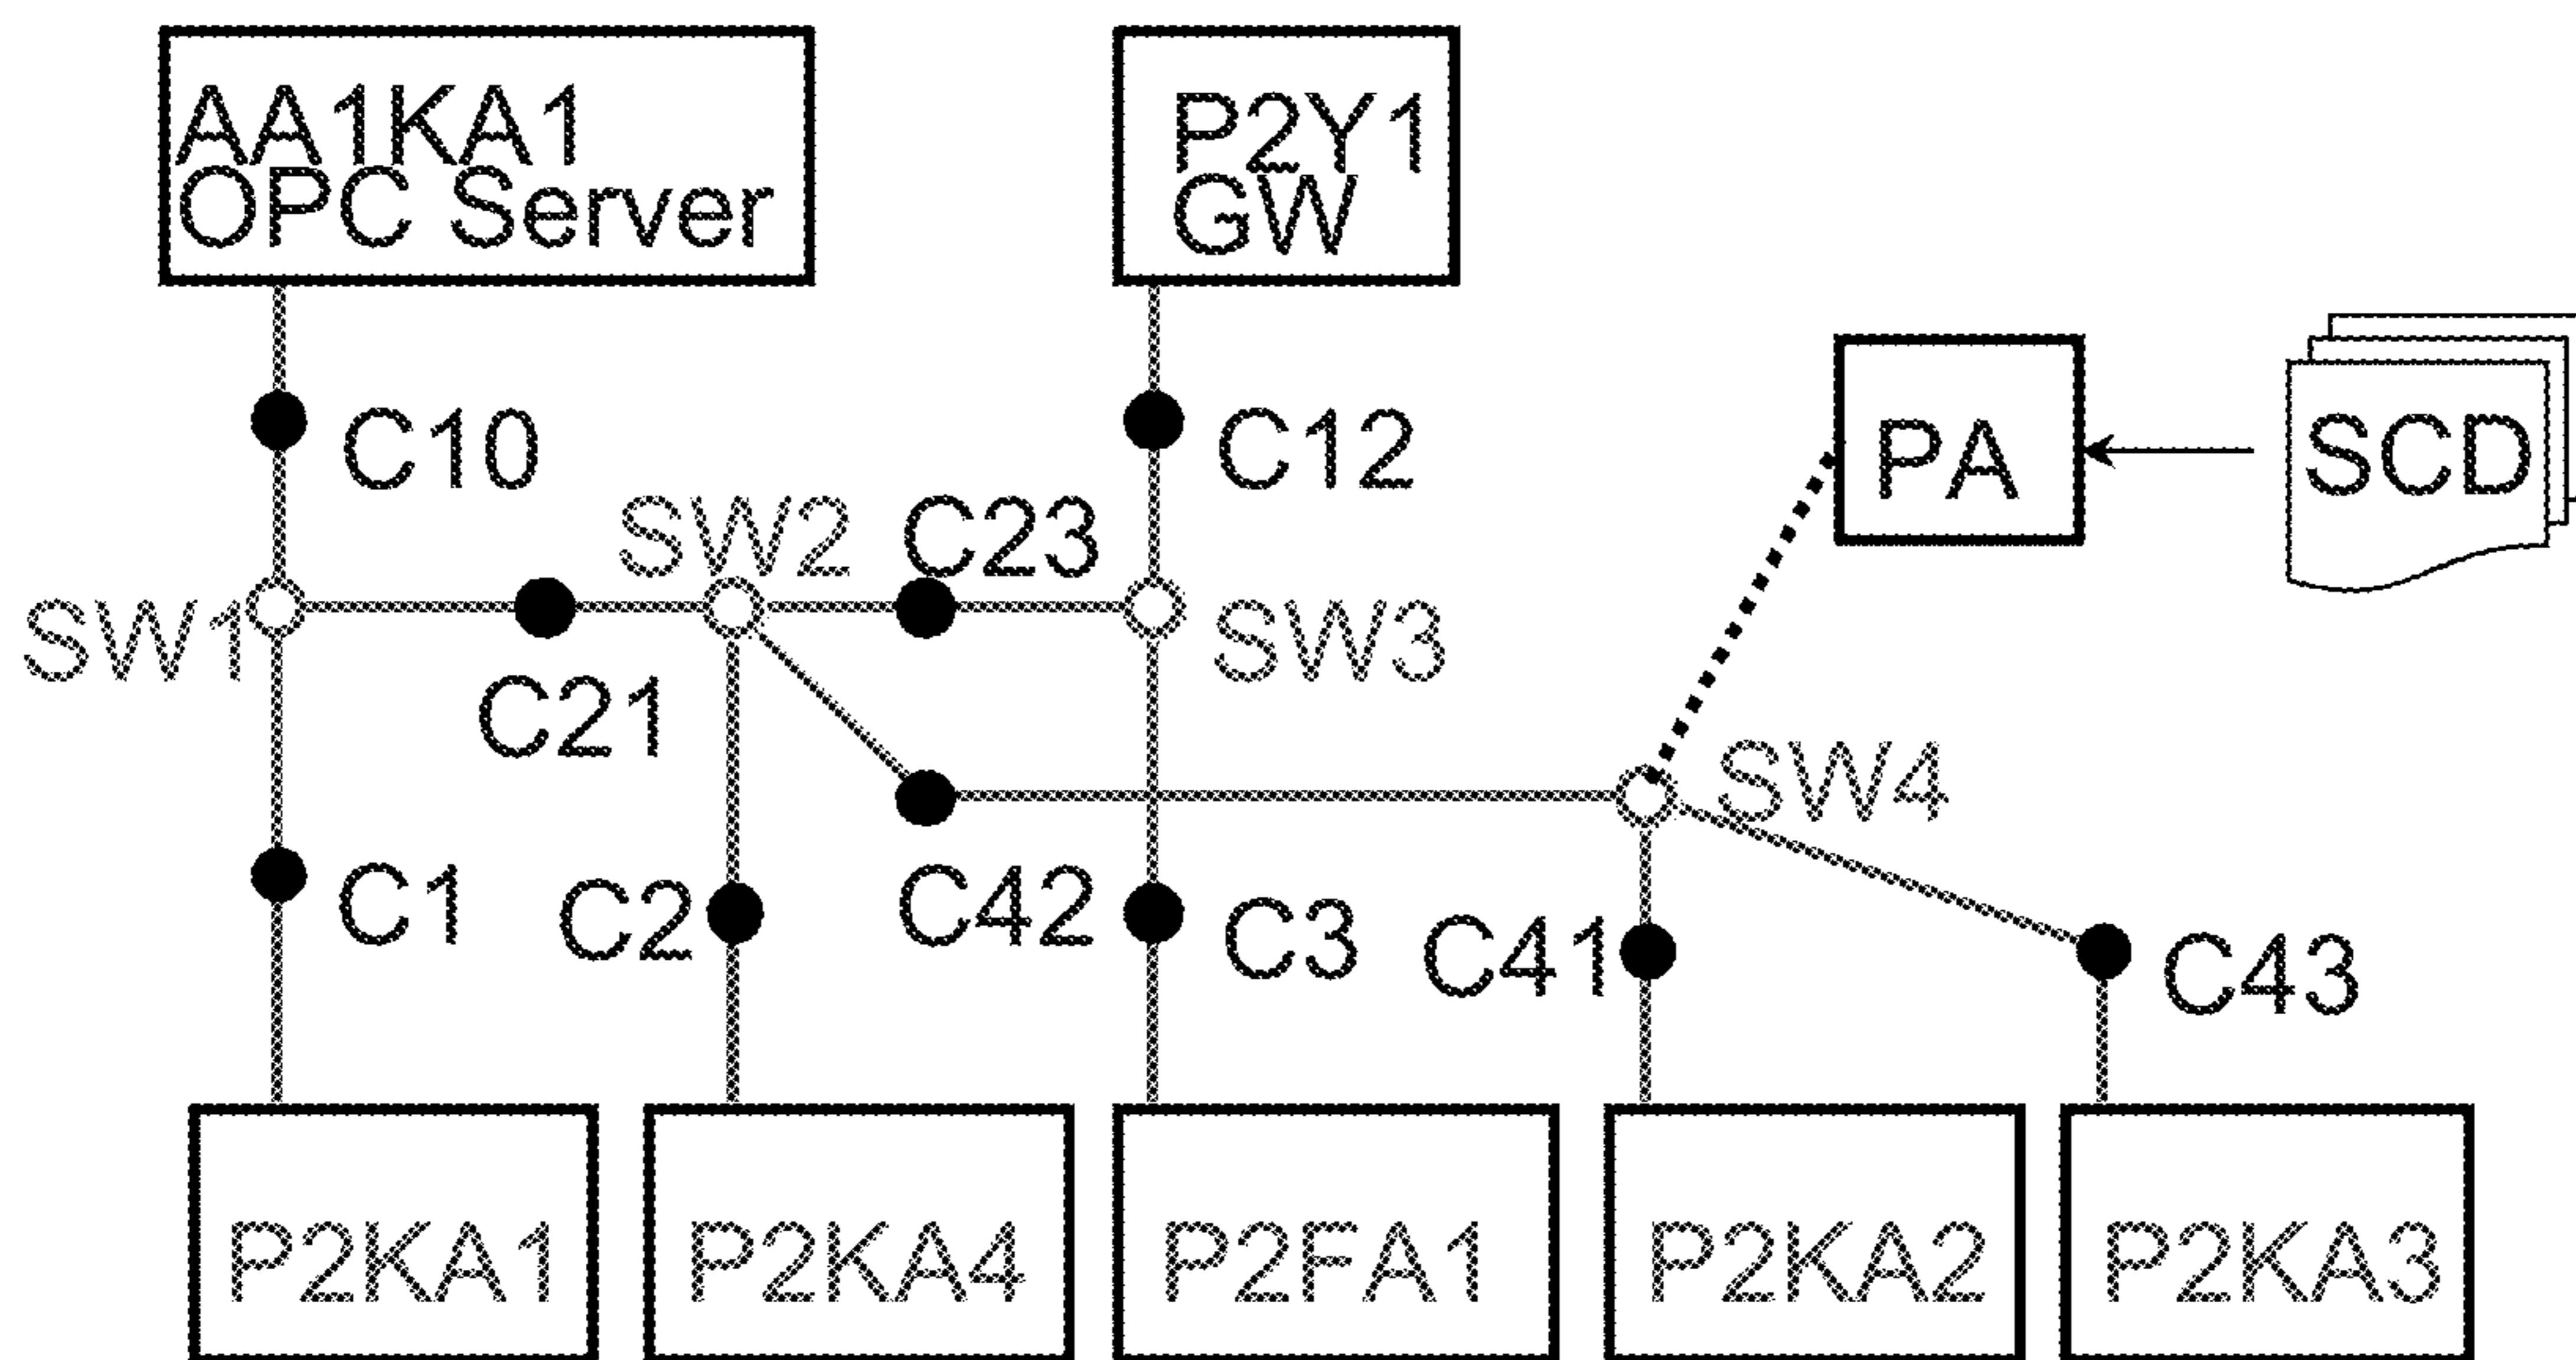 AA1KA1
OPC Server
P2Y1
GW
C10
C12
PA
SCD
SW2
C23
SW1
SW3
C21
SW4
C1
C2
C42
C3
C41
C43
P2KA1
P2KA4
P2FA1
P2KA2
P2KA3